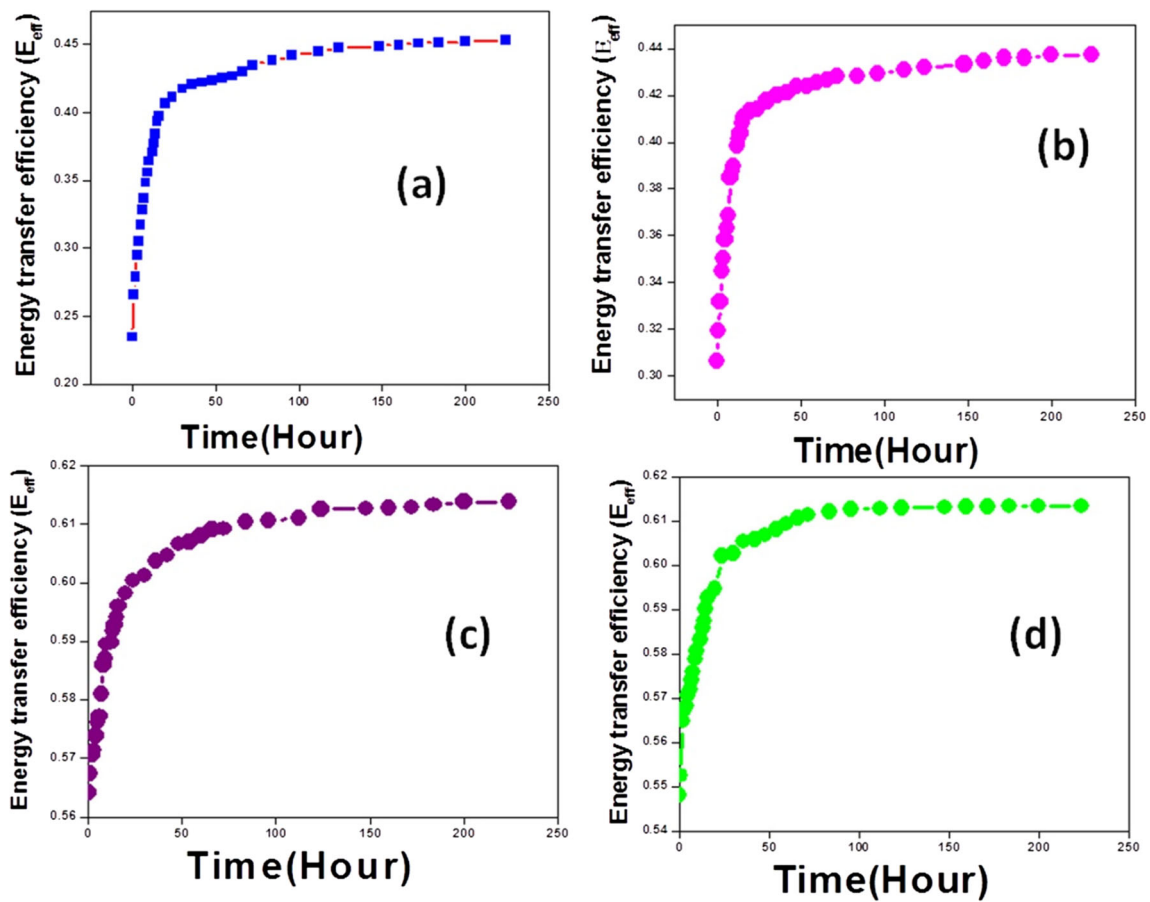 Energy transfer efficiency (Eeff)
0.45
0.40
0.35
0.30
0.25
0.20
(a)
0 50 100 150 200 250
Time(Hour)
Energy transfer efficiency (Eeff)
0.44
0.42
0.40
0.38
0.36
0.34
0.32
0.30
(b)
0 50 100 150 200 250
Time(Hour)
Energy transfer efficiency (Eeff)
0.62
0.61
0.60
0.59
0.58
0.57
0.56
(c)
0 50 100 150 200 250
Time(Hour)
Energy transfer efficiency (Eeff)
0.62
0.61
0.60
0.59
0.58
0.57
0.56
0.55
0.54
(d)
0 50 100 150 200 250
Time(Hour)